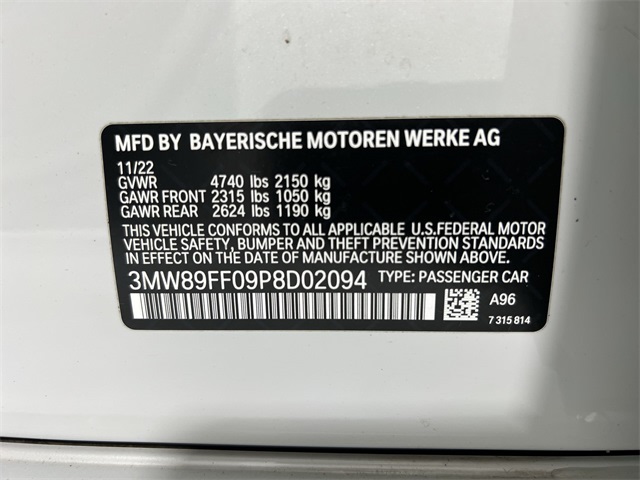 MFD BY BAYERISCHE MOTOREN WERKE AG
11/22
GVWR 4740 lbs 2150 kg
GAWR FRONT 2315 lbs 1050 kg
GAWR REAR 2624 lbs 1190 kg
THIS VEHICLE CONFORMS TO ALL APPLICABLE U.S.FEDERAL MOTOR
VEHICLE SAFETY, BUMPER AND THEFT PREVENTION STANDARDS
IN EFFECT ON THE DATE OF MANUFACTURE SHOWN ABOVE.
3MW89FF09P8D02094 TYPE: PASSENGER CAR
A96
7 315 814